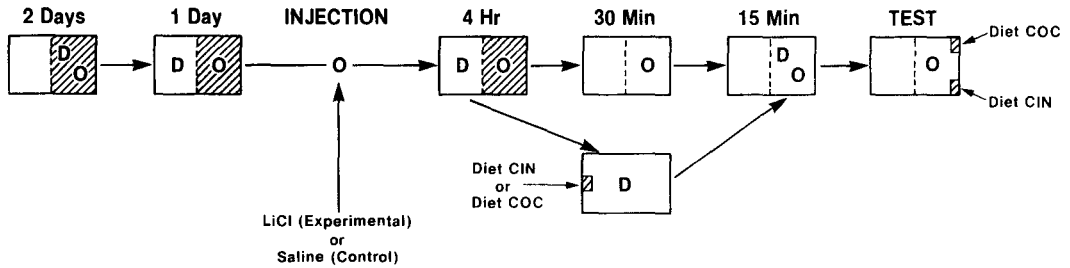 2 Days
1 Day
INJECTION
4 Hr
30 Min
15 Min
TEST
D
O
D
O
O
D
O
O
D
O
O
Diet COC
Diet CIN
Diet CIN
or
Diet COC
D
LiCl (Experimental)
or
Saline (Control)